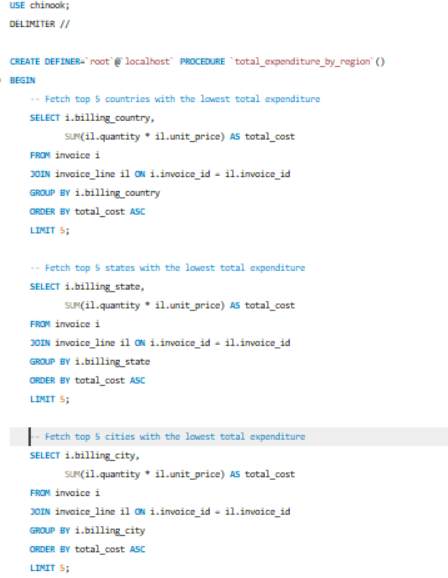 USE chinook;
DELIMITER //
CREATE DEFINER=`root`@`localhost` PROCEDURE `total_expenditure_by_region`()
BEGIN
-- Fetch top 5 countries with the lowest total expenditure
SELECT i.billing_country,
SUM(il.quantity * il.unit_price) AS total_cost
FROM invoice i
JOIN invoice_line il ON i.invoice_id = il.invoice_id
GROUP BY i.billing_country
ORDER BY total_cost ASC
LIMIT 5;
-- Fetch top 5 states with the lowest total expenditure
SELECT i.billing_state,
SUM(il.quantity * il.unit_price) AS total_cost
FROM invoice i
JOIN invoice_line il ON i.invoice_id = il.invoice_id
GROUP BY i.billing_state
ORDER BY total_cost ASC
LIMIT 5;
-- Fetch top 5 cities with the lowest total expenditure
SELECT i.billing_city,
SUM(il.quantity * il.unit_price) AS total_cost
FROM invoice i
JOIN invoice_line il ON i.invoice_id = il.invoice_id
GROUP BY i.billing_city
ORDER BY total_cost ASC
LIMIT 5;